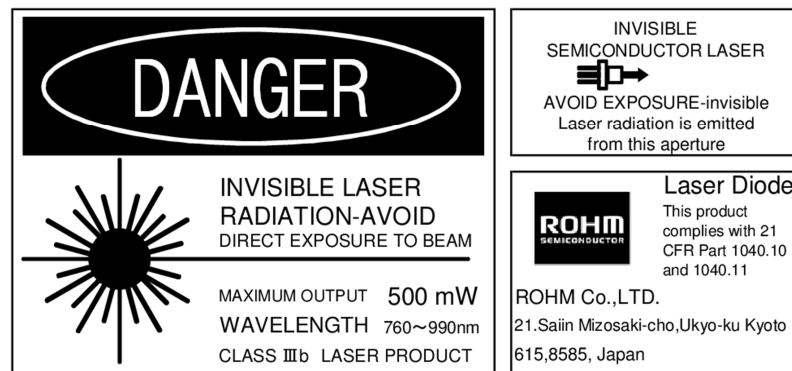 DANGER
INVISIBLE LASER
RADIATION-AVOID
DIRECT EXPOSURE TO BEAM
MAXIMUM OUTPUT 500 mW
WAVELENGTH 760~990nm
CLASS Ⅲb LASER PRODUCT
INVISIBLE
SEMICONDUCTOR LASER
AVOID EXPOSURE-invisible
Laser radiation is emitted
from this aperture
ROHM
SEMICONDUCTOR
Laser Diode
This product
complies with 21
CFR Part 1040.10
and 1040.11
ROHM Co.,LTD.
21.Saiin Mizosaki-cho,Ukyo-ku Kyoto
615,8585, Japan